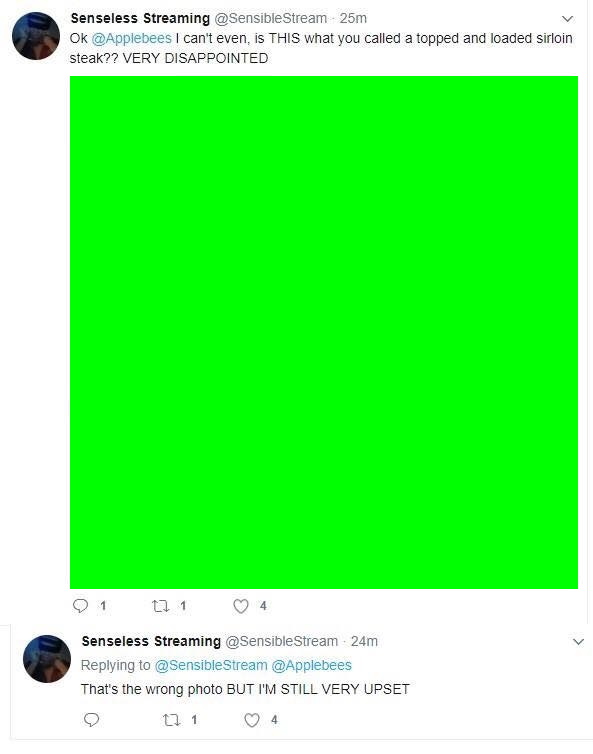 Senseless Streaming @SensibleStream · 25m
Ok @Applebees I can't even, is THIS what you called a topped and loaded sirloin
steak?? VERY DISAPPOINTED
1 1 4
Senseless Streaming @SensibleStream · 24m
Replying to @SensibleStream @Applebees
That's the wrong photo BUT I'M STILL VERY UPSET
1 4